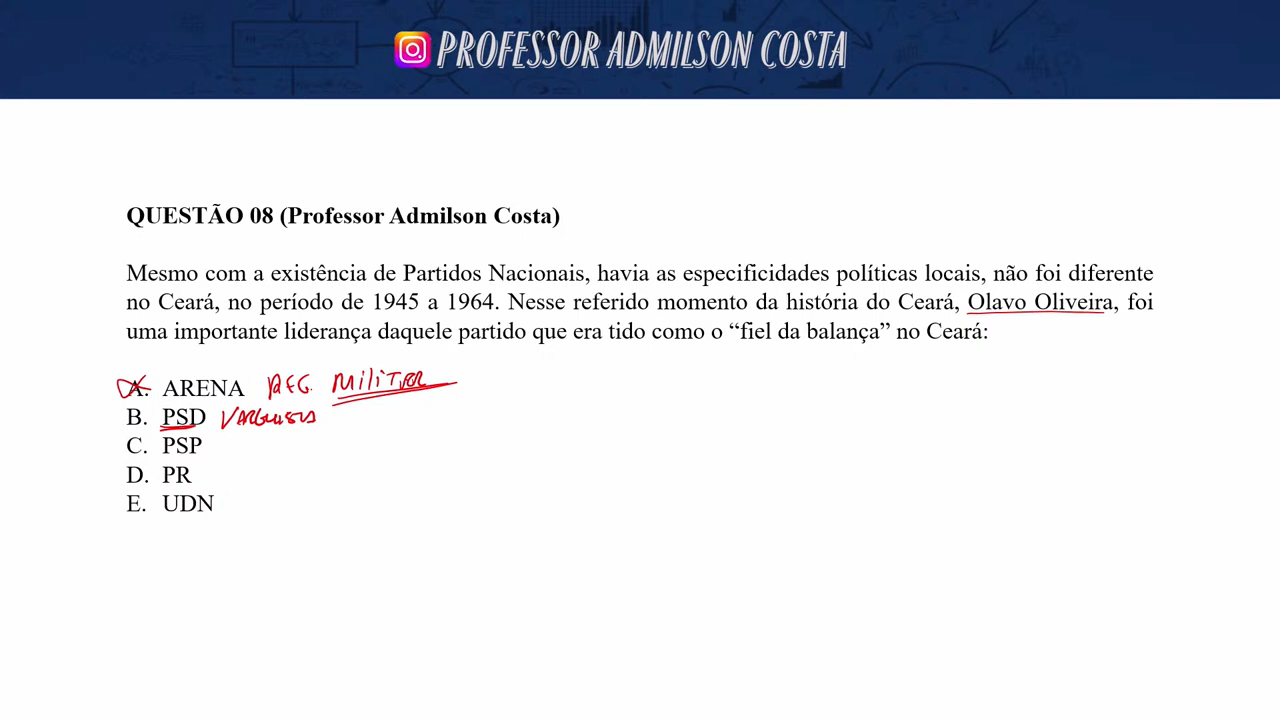 PROFESSOR ADMILSON COSTA
QUESTÃO 08 (Professor Admilson Costa)
Mesmo com a existência de Partidos Nacionais, havia as especificidades políticas locais, não foi diferente
no Ceará, no período de 1945 a 1964. Nesse referido momento da história do Ceará, Olavo Oliveira, foi
uma importante liderança daquele partido que era tido como o “fiel da balança” no Ceará:
A. ARENA REG. MILITAR
B. PSD
C. PSP
D. PR
E. UDN